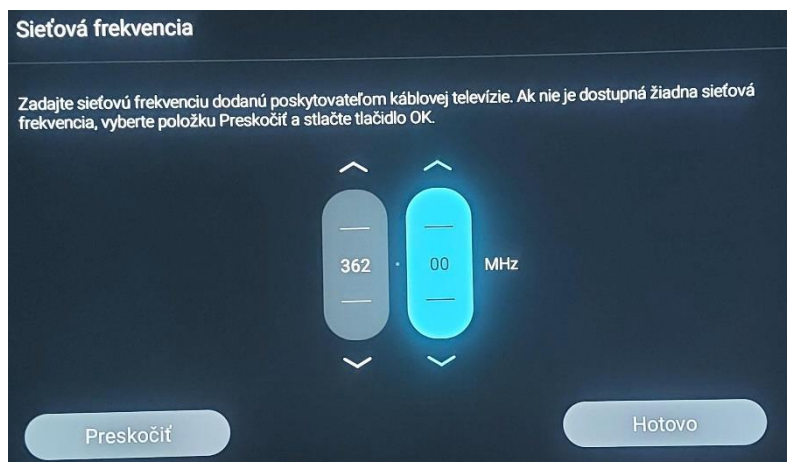 Sieťová frekvencia
Zadajte sieťovú frekvenciu dodanú poskytovateľom káblovej televízie. Ak nie je dostupná žiadna sieťová
frekvencia, vyberte položku Preskočiť a stlačte tlačidlo OK.
362 . 00 MHz
Preskočiť
Hotovo